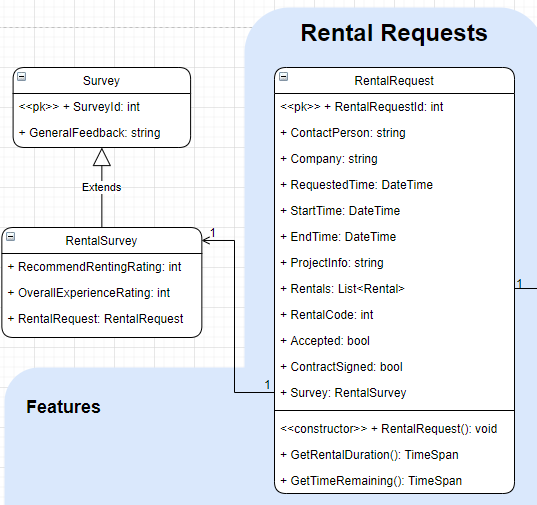 Rental Requests
Survey
<<pk>> + SurveyId: int
+ GeneralFeedback: string
Extends
RentalSurvey
+ RecommendRentingRating: int
+ OverallExperienceRating: int
+ RentalRequest: RentalRequest
1
1
Features
RentalRequest
<<pk>> + RentalRequestId: int
+ ContactPerson: string
+ Company: string
+ RequestedTime: DateTime
+ StartTime: DateTime
+ EndTime: DateTime
+ ProjectInfo: string
+ Rentals: List<Rental>
+ RentalCode: int
+ Accepted: bool
+ ContractSigned: bool
+ Survey: RentalSurvey
<<constructor>> + RentalRequest(): void
+ GetRentalDuration(): TimeSpan
+ GetTimeRemaining(): TimeSpan
1